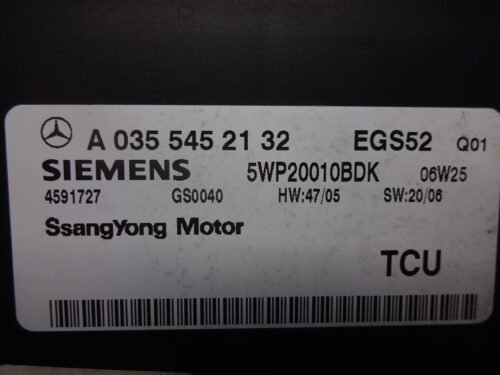 A 035 545 21 32 EGS52 Q01
SIEMENS 5WP20010BDK 06W25
4591727 GS0040 HW:47/05 SW:20/06
SsangYong Motor
TCU